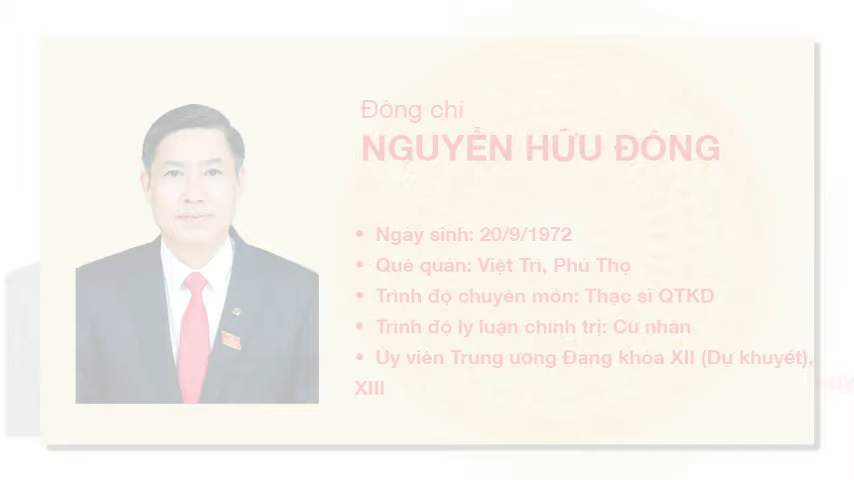 Đồng chí
NGUYỄN HỮU ĐÔNG
• Ngày sinh: 20/9/1972
• Quê quán: Việt Trì, Phú Thọ
• Trình độ chuyên môn: Thạc sĩ QTKD
• Trình độ lý luận chính trị: Cử nhân
• Ủy viên Trung ương Đảng khóa XII (Dự khuyết),
XIII